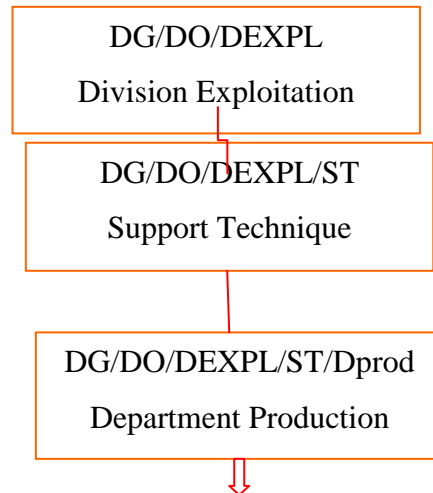 DG/DO/DEXPL
Division Exploitation
DG/DO/DEXPL/ST
Support Technique
DG/DO/DEXPL/ST/Dprod
Department Production